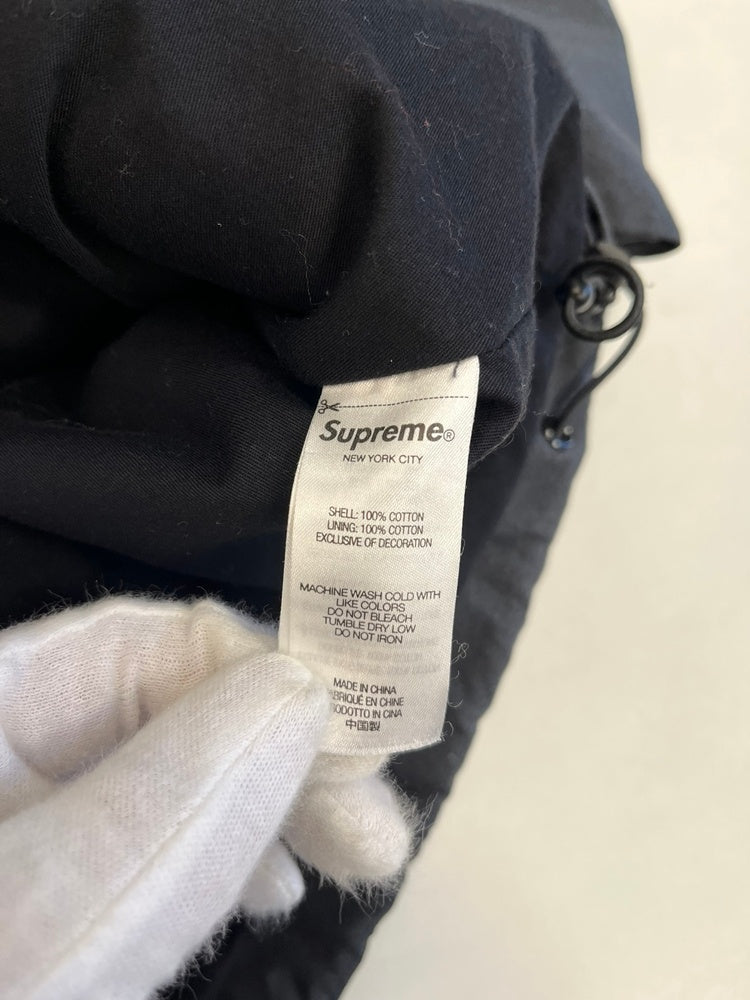 Supreme®
NEW YORK CITY
SHELL: 100% COTTON
LINING: 100% COTTON
EXCLUSIVE OF DECORATION
MACHINE WASH COLD WITH
LIKE COLORS
DO NOT BLEACH
TUMBLE DRY LOW
DO NOT IRON
MADE IN CHINA
EN CHINE
IN CINA
中国製